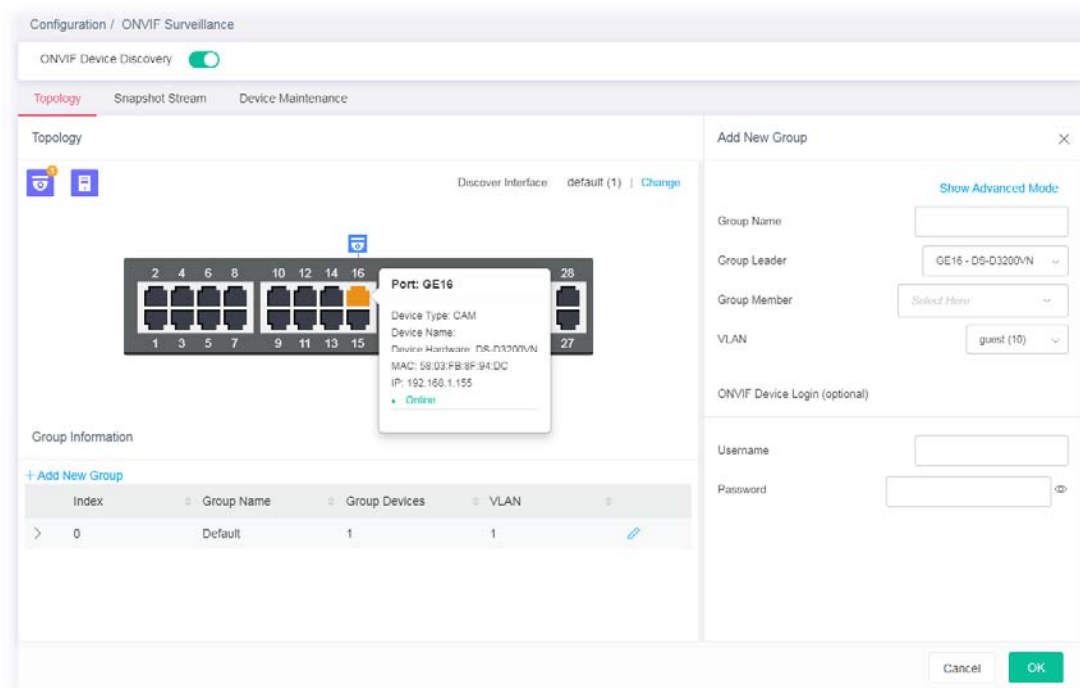 Configuration / ONVIF Surveillance
ONVIF Device Discovery
Topology Snapshot Stream Device Maintenance
Topology
1
Discover Interface default (1) | Change
2 4 6 8 10 12 14 16 28
1 3 5 7 9 11 13 15 27
Port: GE16
Device Type: CAM
Device Name:
Device Hardware: DS-D3200VN
MAC: 58:03:FB:8F:94:DC
IP: 192.168.1.155
Online
Group Information
+ Add New Group
Index Group Name Group Devices VLAN
0 Default 1 1
Add New Group
Show Advanced Mode
Group Name
Group Leader GE16 - DS-D3200VN
Group Member Select Here
VLAN guest (10)
ONVIF Device Login (optional)
Username
Password
Cancel OK